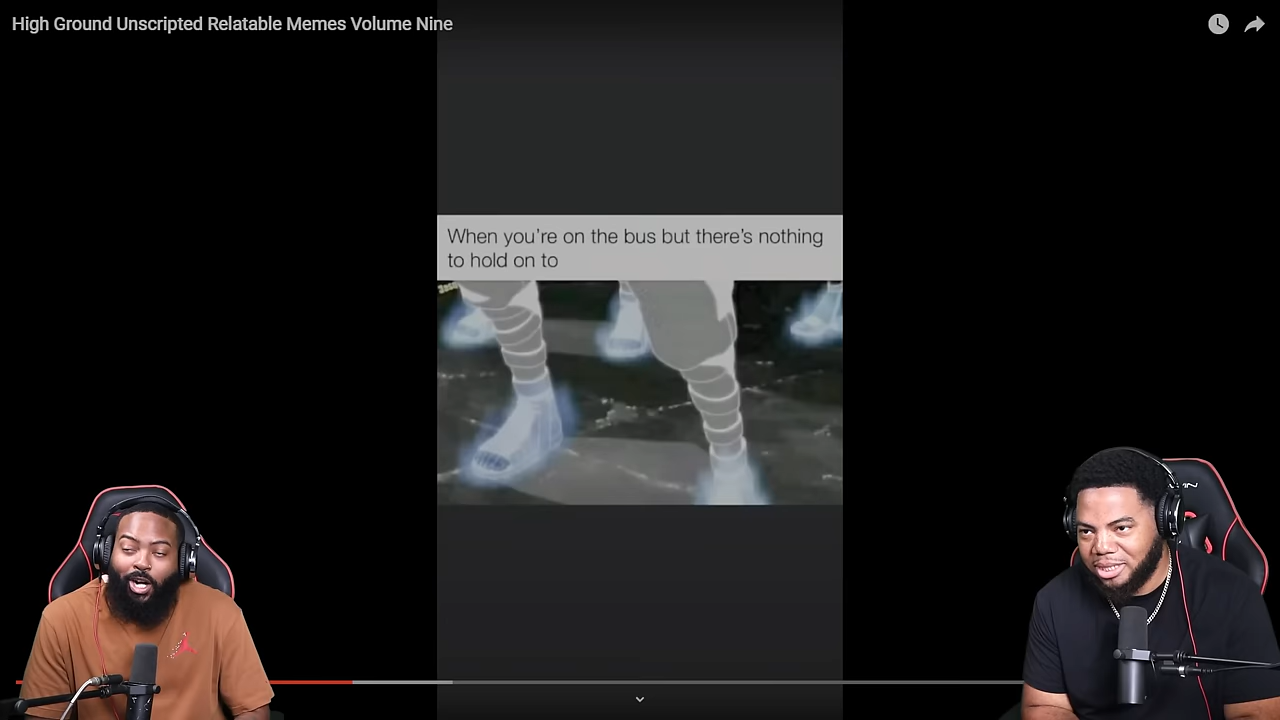 High Ground Unscripted Relatable Memes Volume Nine
When you're on the bus but there's nothing
to hold on to